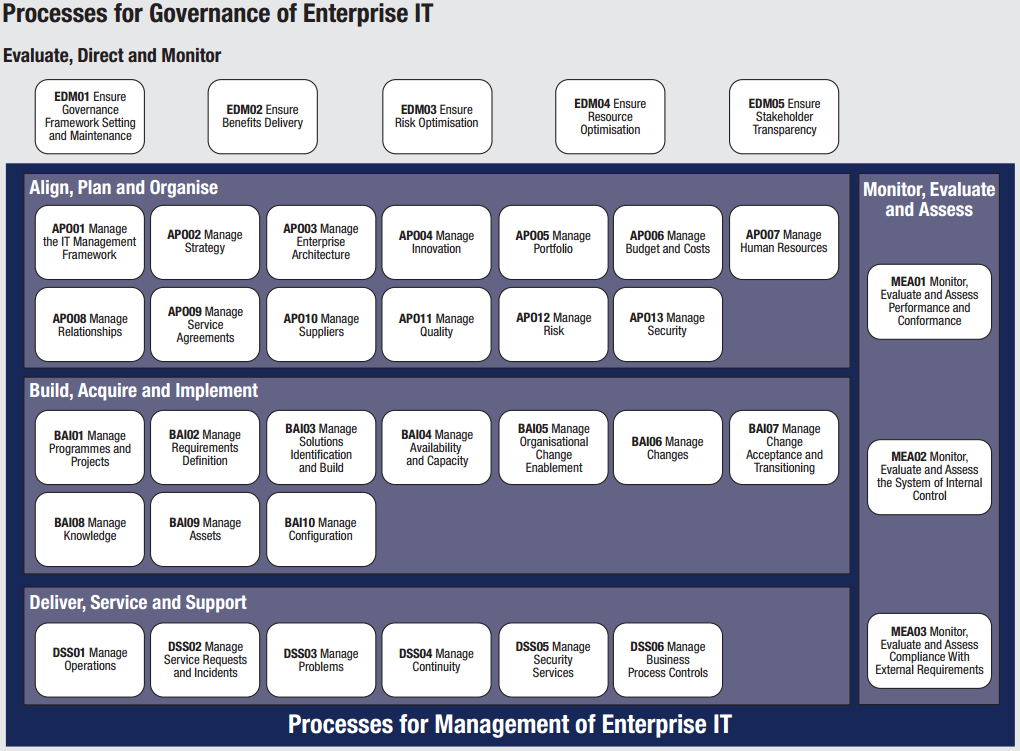 Processes for Governance of Enterprise IT
Evaluate, Direct and Monitor
EDM01 Ensure
Governance
Framework Setting
and Maintenance
EDM02 Ensure
Benefits Delivery
EDM03 Ensure
Risk Optimisation
EDM04 Ensure
Resource
Optimisation
EDM05 Ensure
Stakeholder
Transparency
Align, Plan and Organise
APO01 Manage
the IT Management
Framework
APO02 Manage
Strategy
APO03 Manage
Enterprise
Architecture
APO04 Manage
Innovation
APO05 Manage
Portfolio
APO06 Manage
Budget and Costs
APO07 Manage
Human Resources
APO08 Manage
Relationships
APO09 Manage
Service
Agreements
APO10 Manage
Suppliers
APO11 Manage
Quality
APO12 Manage
Risk
APO13 Manage
Security
Build, Acquire and Implement
BAI01 Manage
Programmes and
Projects
BAI02 Manage
Requirements
Definition
BAI03 Manage
Solutions
Identification
and Build
BAI04 Manage
Availability
and Capacity
BAI05 Manage
Organisational
Change
Enablement
BAI06 Manage
Changes
BAI07 Manage
Change
Acceptance and
Transitioning
BAI08 Manage
Knowledge
BAI09 Manage
Assets
BAI10 Manage
Configuration
Deliver, Service and Support
DSS01 Manage
Operations
DSS02 Manage
Service Requests
and Incidents
DSS03 Manage
Problems
DSS04 Manage
Continuity
DSS05 Manage
Security
Services
DSS06 Manage
Business
Process Controls
Monitor, Evaluate
and Assess
MEA01 Monitor,
Evaluate and Assess
Performance and
Conformance
MEA02 Monitor,
Evaluate and Assess
the System of Internal
Control
MEA03 Monitor,
Evaluate and Assess
Compliance With
External Requirements
Processes for Management of Enterprise IT